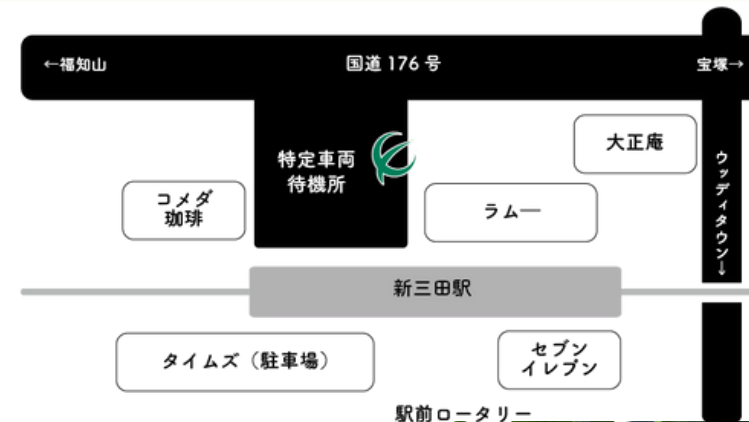 ←福知山
国道 176 号
宝塚→
特定車両
待機所
大正庵
コメダ
珈琲
ラムー
ウッディタウン→
新三田駅
タイムズ（駐車場）
セブン
イレブン
駅前ロータリー